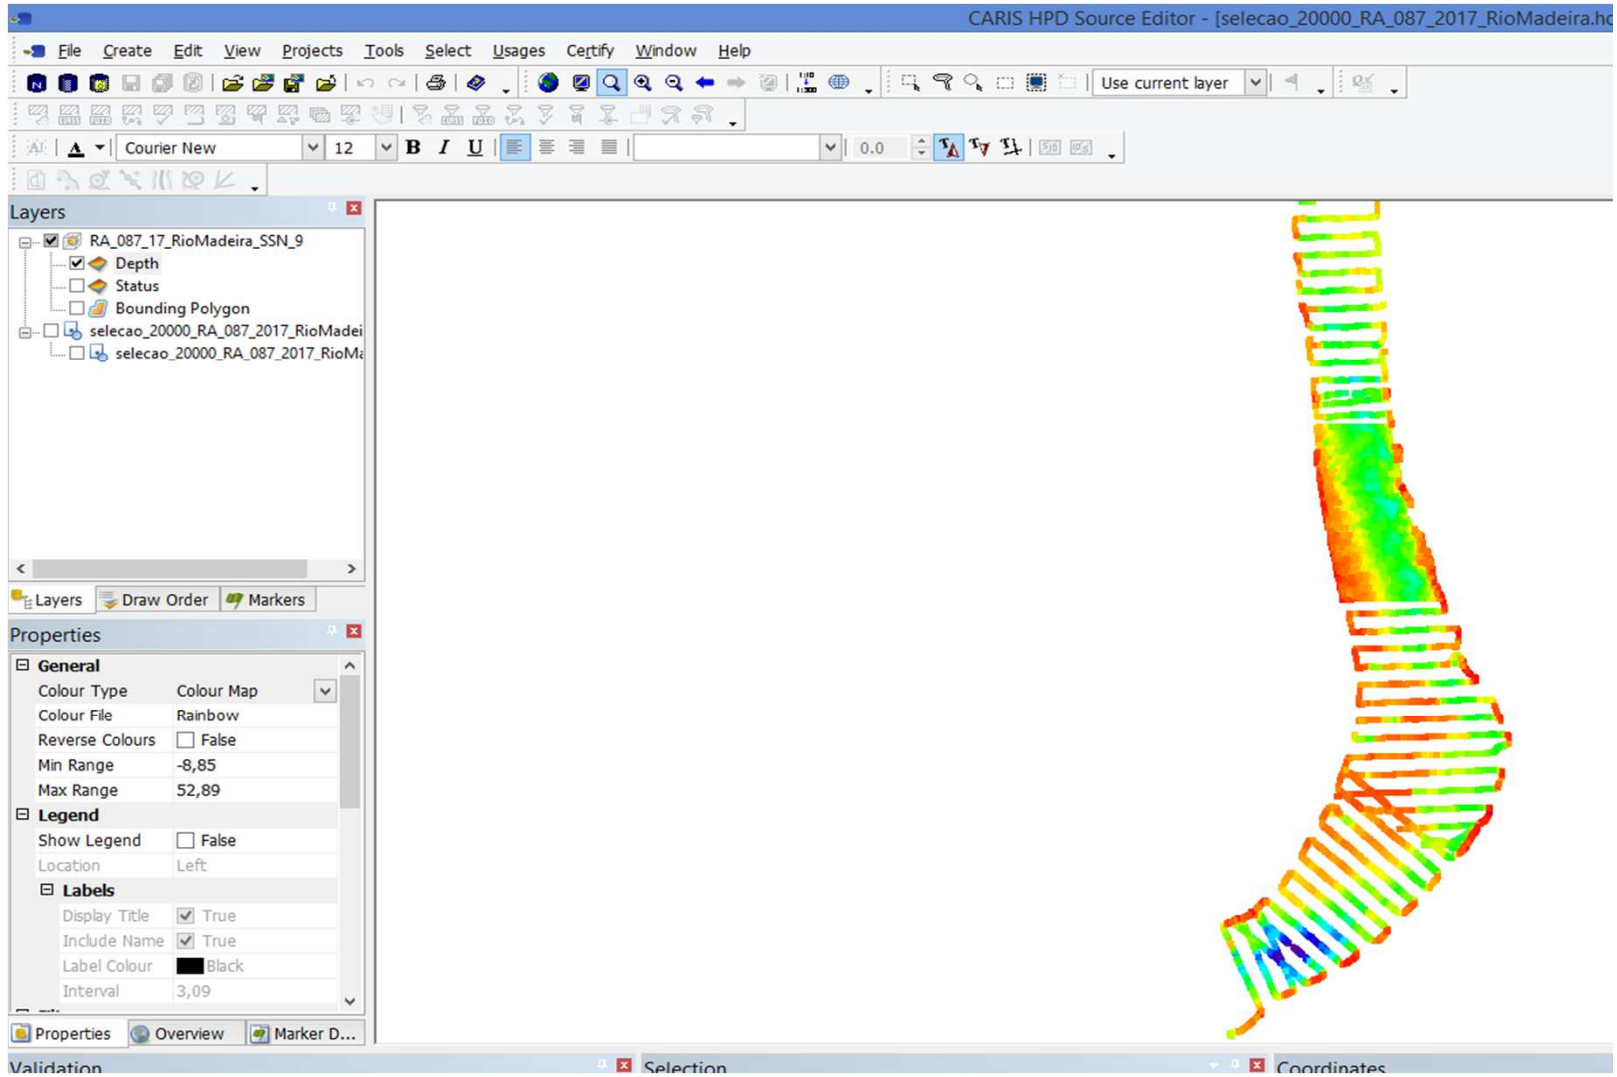 CARIS HPD Source Editor - [selecao_20000_RA_087_2017_RioMadeira.hc
File Create Edit View Projects Tools Select Usages Certify Window Help
Use current layer
A Courier New 12 B I U 0.0
Layers
RA_087_17_RioMadeira_SSN_9
Depth
Status
Bounding Polygon
selecao_20000_RA_087_2017_RioMadei
selecao_20000_RA_087_2017_RioMa
Layers Draw Order Markers
Properties
General
Colour Type Colour Map
Colour File Rainbow
Reverse Colours False
Min Range -8,85
Max Range 52,89
Legend
Show Legend False
Location Left
Labels
Display Title True
Include Name True
Label Colour Black
Interval 3,09
Properties Overview Marker D...
Validation Selection Coordinates